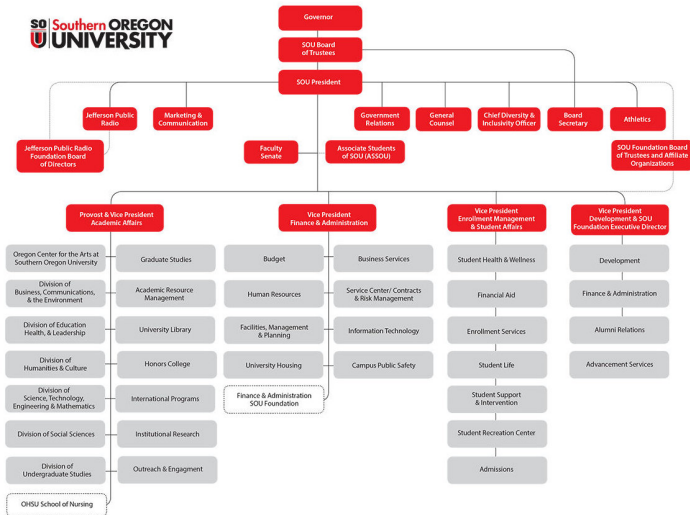 SO
U
Southern OREGON
UNIVERSITY
Governor
SOU Board
of Trustees
SOU President
Jefferson Public
Radio
Marketing &
Communication
Government
Relations
General
Counsel
Chief Diversity &
Inclusivity Officer
Board
Secretary
Athletics
Jefferson Public Radio
Foundation Board
of Directors
Faculty
Senate
Associate Students
of SOU (ASSOU)
SOU Foundation Board
of Trustees and Affiliate
Organizations
Provost & Vice President
Academic Affairs
Vice President
Finance & Administration
Vice President
Enrollment Management
& Student Affairs
Vice President
Development & SOU
Foundation Executive Director
Oregon Center for the Arts at
Southern Oregon University
Graduate Studies
Division of
Business, Communications,
& the Environment
Academic Resource
Management
Division of Education
Health, & Leadership
University Library
Division of
Humanities & Culture
Honors College
Division of
Science, Technology,
Engineering & Mathematics
International Programs
Division of Social Sciences
Institutional Research
Division of
Undergraduate Studies
Outreach & Engagment
OHSU School of Nursing
Budget
Business Services
Human Resources
Service Center/ Contracts
& Risk Management
Facilities, Management
& Planning
Information Technology
University Housing
Campus Public Safety
Finance & Administration
SOU Foundation
Student Health & Wellness
Financial Aid
Enrollment Services
Student Life
Student Support
& Intervention
Student Recreation Center
Admissions
Development
Finance & Administration
Alumni Relations
Advancement Services